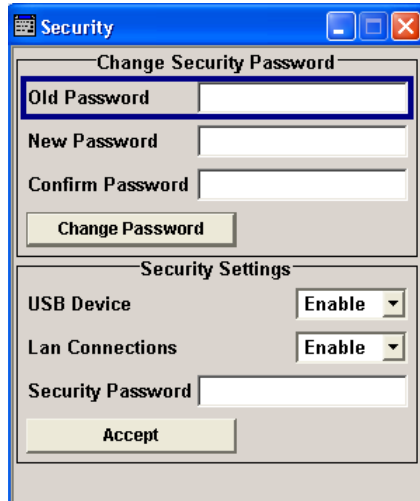 Security
Change Security Password
Old Password
New Password
Confirm Password
Change Password
Security Settings
USB Device Enable
Lan Connections Enable
Security Password
Accept